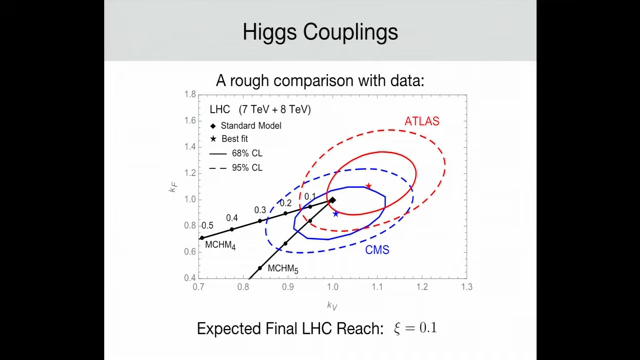 Higgs Couplings
A rough comparison with data:
LHC (7 TeV + 8 TeV)
Standard Model
Best fit
68% CL
95% CL
ATLAS
CMS
MCHM4
MCHM5
0.5 0.4 0.3 0.2 0.1
1.8
1.6
1.4
1.2
1.0
0.8
0.6
0.4
kF
0.7 0.8 0.9 1.0 1.1 1.2 1.3
kV
Expected Final LHC Reach: ξ = 0.1